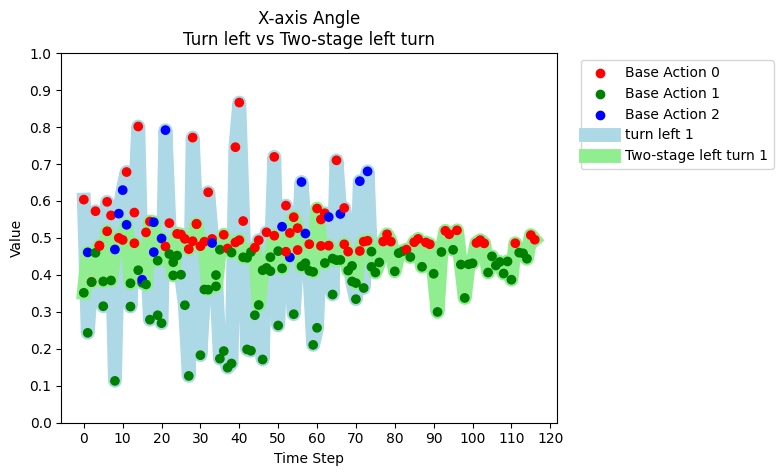 X-axis Angle
Turn left vs Two-stage left turn
1.0
0.9
0.8
0.7
0.6
0.5
0.4
0.3
0.2
0.1
0.0
Value
0 10 20 30 40 50 60 70 80 90 100 110 120
Time Step
Base Action 0
Base Action 1
Base Action 2
turn left 1
Two-stage left turn 1